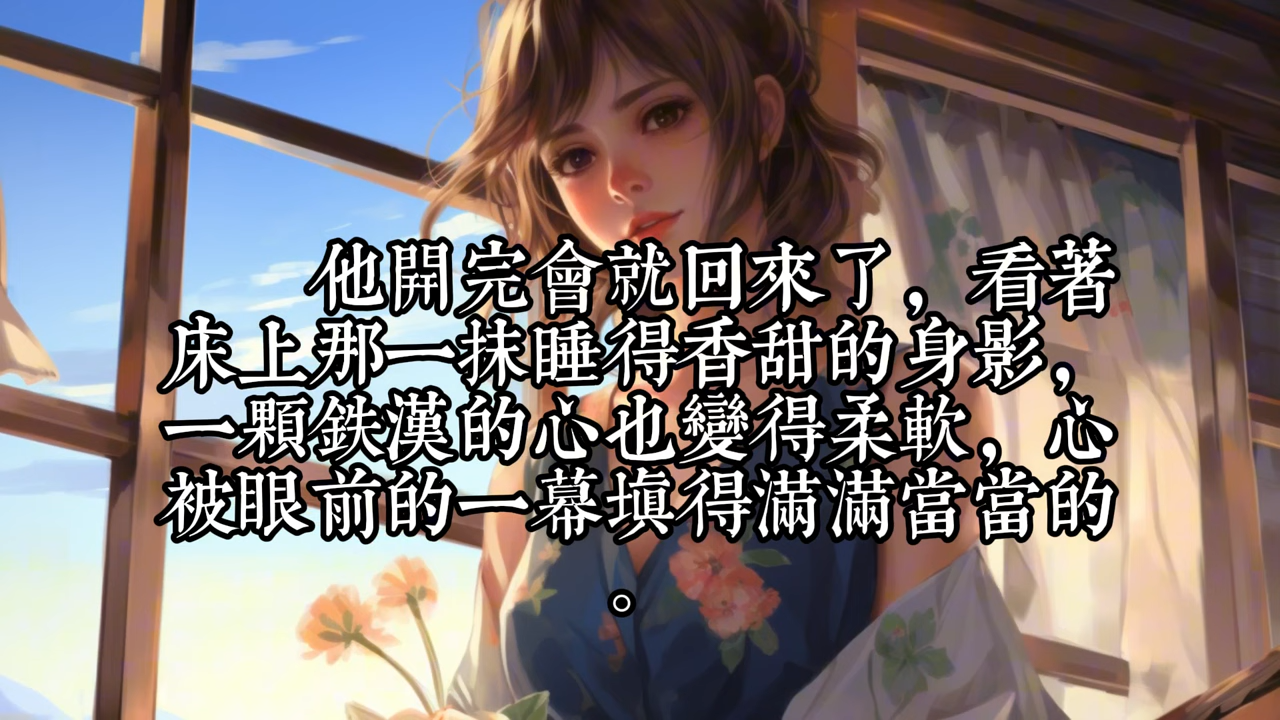 他開完會就回來了，看著
床上那一抹睡得香甜的身影，
一顆鉄漢的心也變得柔軟，心
被眼前的一幕填得滿滿當當的
。